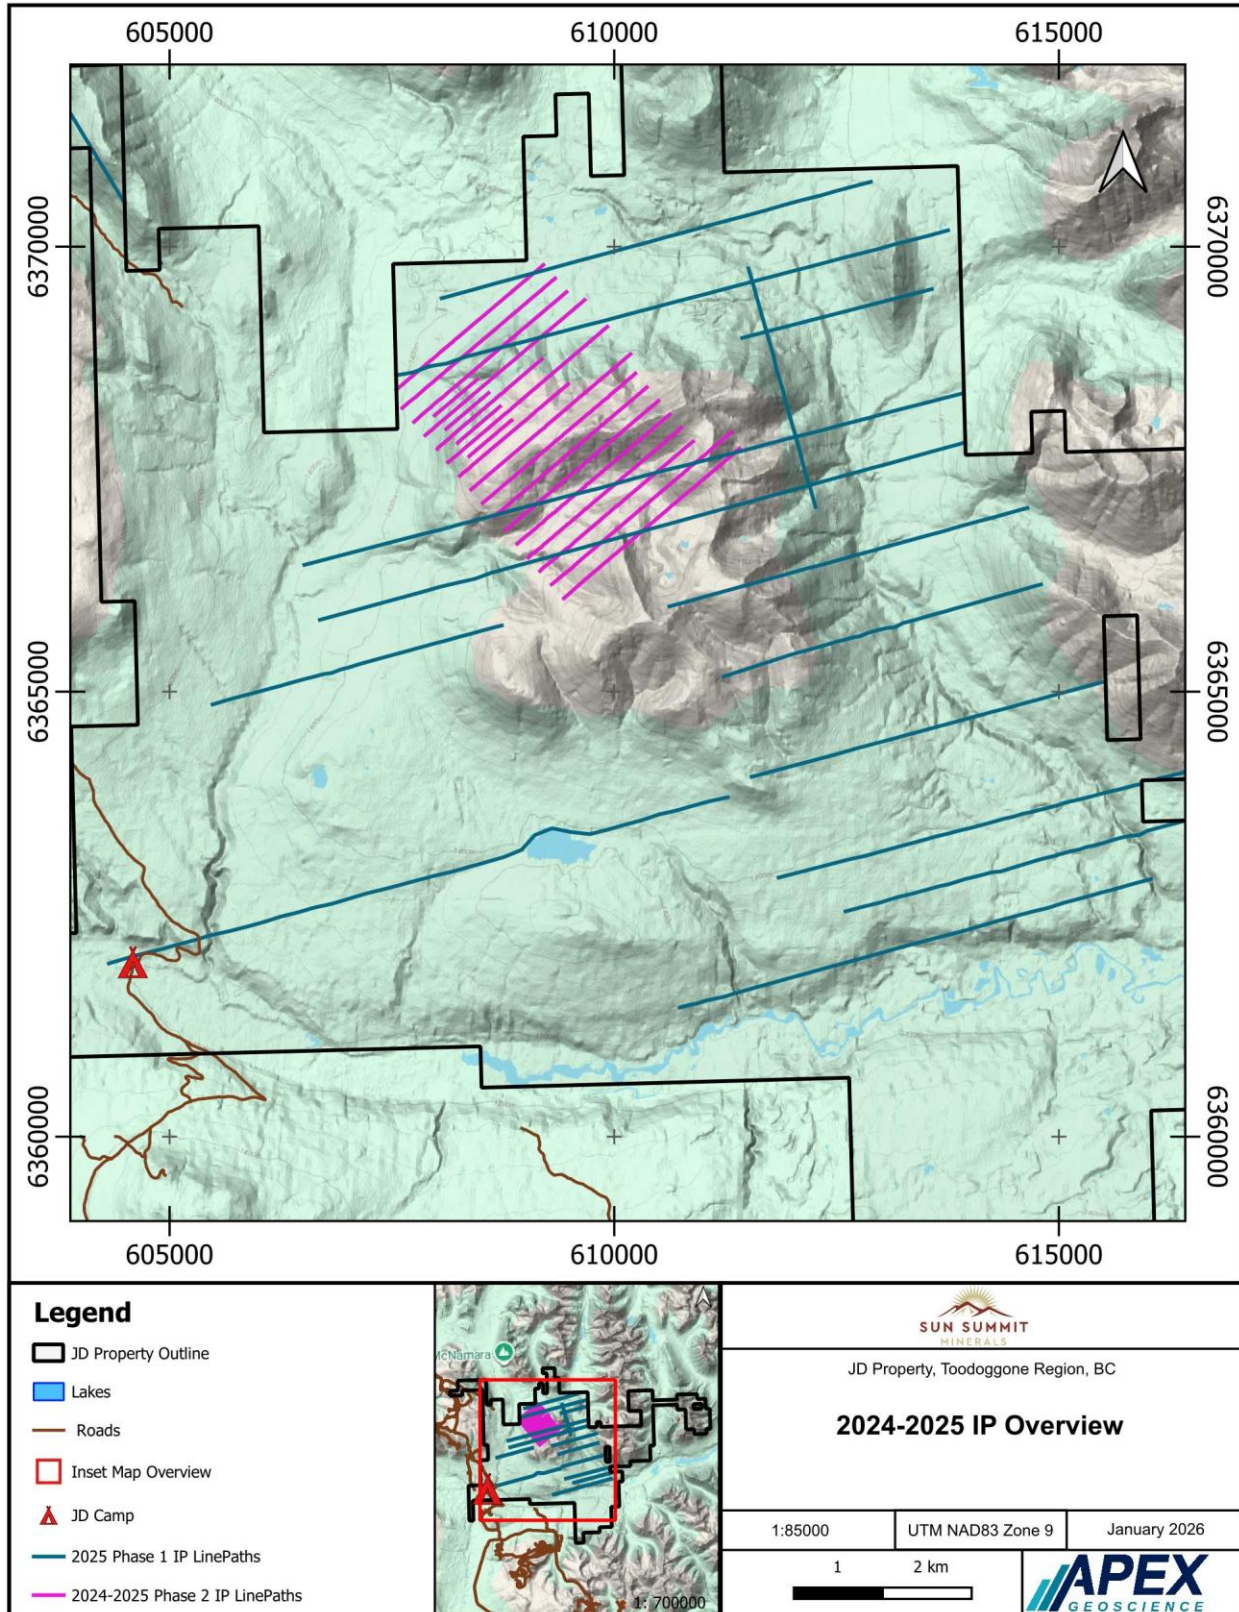 605000 610000 615000
6370000 6370000
6365000 6365000
6360000 6360000
605000 610000 615000
Legend
JD Property Outline
Lakes
Roads
Inset Map Overview
JD Camp
2025 Phase 1 IP LinePaths
2024-2025 Phase 2 IP LinePaths
McNamara
1: 700000
SUN SUMMIT
MINERALS
JD Property, Toodoggone Region, BC
2024-2025 IP Overview
1:85000 UTM NAD83 Zone 9 January 2026
1 2 km
APEX
GEOSCIENCE